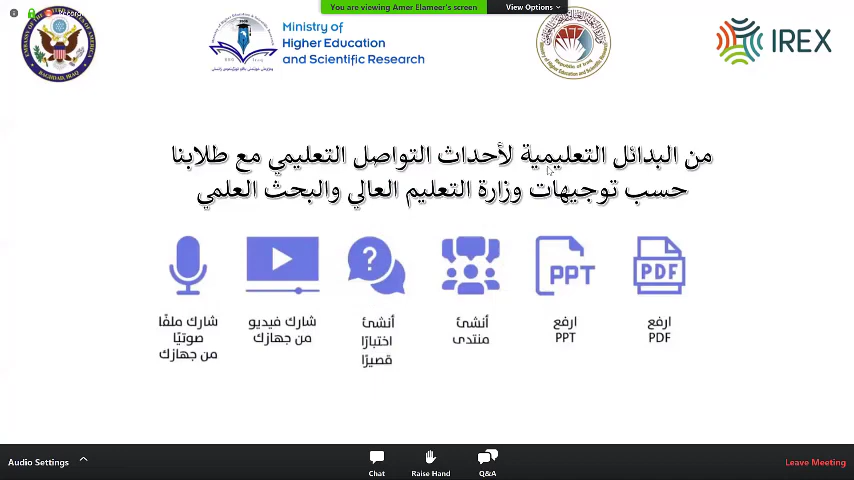 You are viewing Amer Elameer's screen
View Options
Ministry of
Higher Education
and Scientific Research
IREX
من البدائل التعليمية لأحداث التواصل التعليمي مع طلابنا
حسب توجيهات وزارة التعليم العالي والبحث العلمي
PDF
PPT
?
ارفع
PDF
ارفع
PPT
أنشئ
منتدى
أنشئ
اختبارًا
قصيرًا
شارك فيديو
من جهازك
شارك ملفًا
صوتيًا
من جهازك
Audio Settings
Chat
Raise Hand
Q&A
Leave Meeting